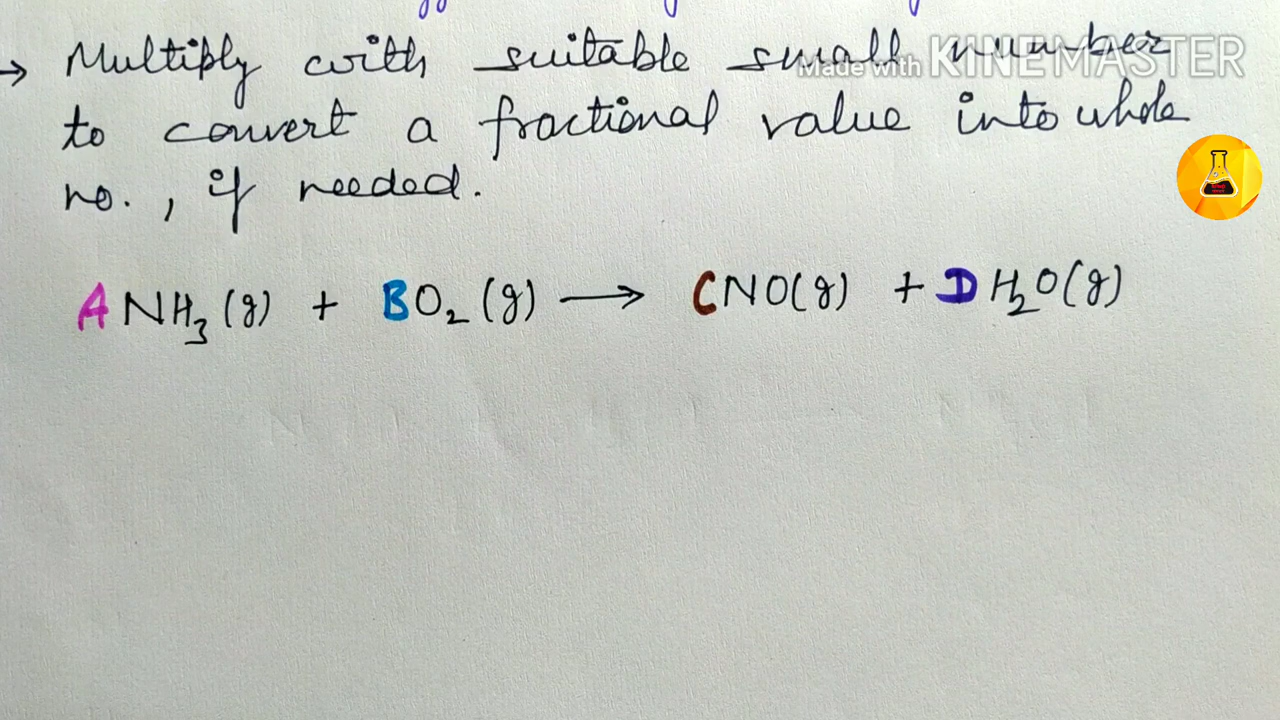 → Multiply with suitable small number
Made with KINEMASTER
to convert a fractional value into whole
no., if needed.
A NH₃(g) + B O₂(g) ⟶ C NO(g) + D H₂O(g)